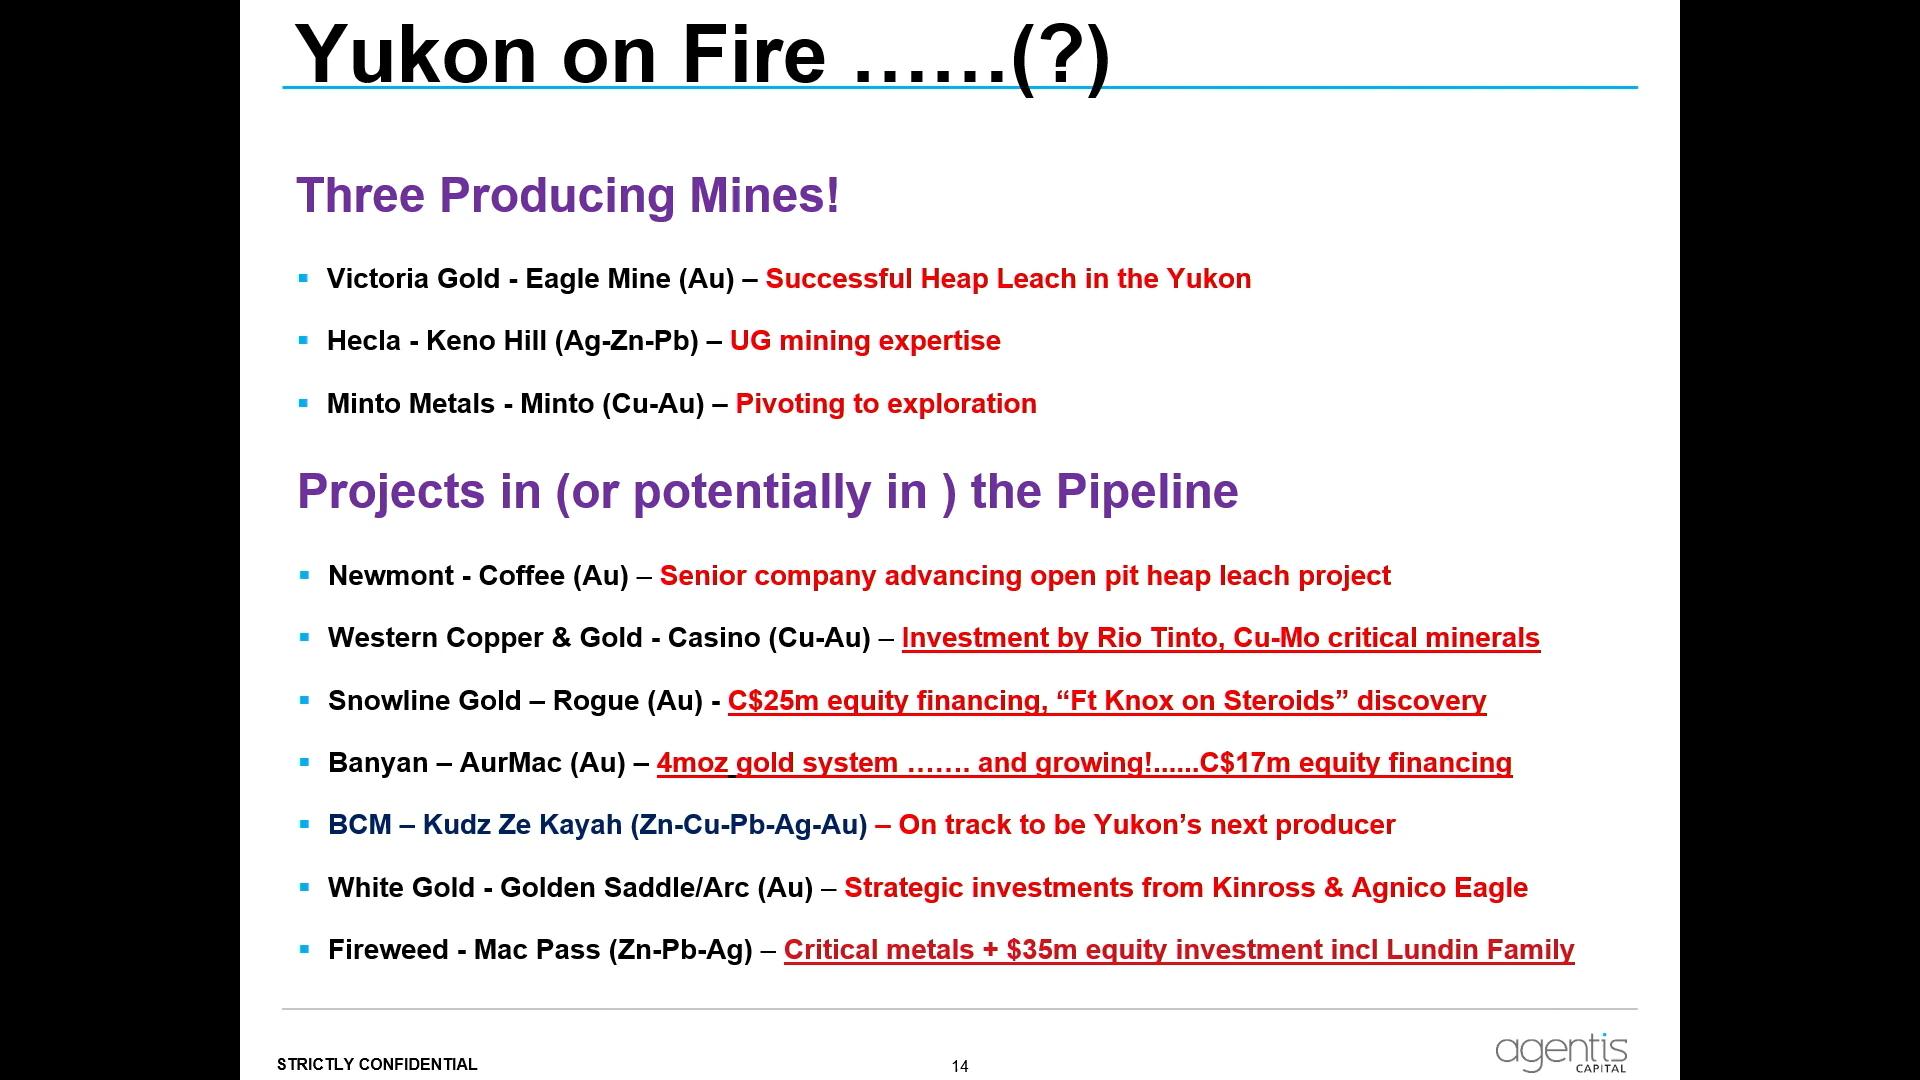 Yukon on Fire ……(?)
Three Producing Mines!
▪ Victoria Gold - Eagle Mine (Au) – Successful Heap Leach in the Yukon
▪ Hecla - Keno Hill (Ag-Zn-Pb) – UG mining expertise
▪ Minto Metals - Minto (Cu-Au) – Pivoting to exploration
Projects in (or potentially in ) the Pipeline
▪ Newmont - Coffee (Au) – Senior company advancing open pit heap leach project
▪ Western Copper & Gold - Casino (Cu-Au) – Investment by Rio Tinto, Cu-Mo critical minerals
▪ Snowline Gold – Rogue (Au) - C$25m equity financing, “Ft Knox on Steroids” discovery
▪ Banyan – AurMac (Au) – 4moz gold system ……. and growing!......C$17m equity financing
▪ BCM – Kudz Ze Kayah (Zn-Cu-Pb-Ag-Au) – On track to be Yukon’s next producer
▪ White Gold - Golden Saddle/Arc (Au) – Strategic investments from Kinross & Agnico Eagle
▪ Fireweed - Mac Pass (Zn-Pb-Ag) – Critical metals + $35m equity investment incl Lundin Family
STRICTLY CONFIDENTIAL
14
agentis
CAPITAL